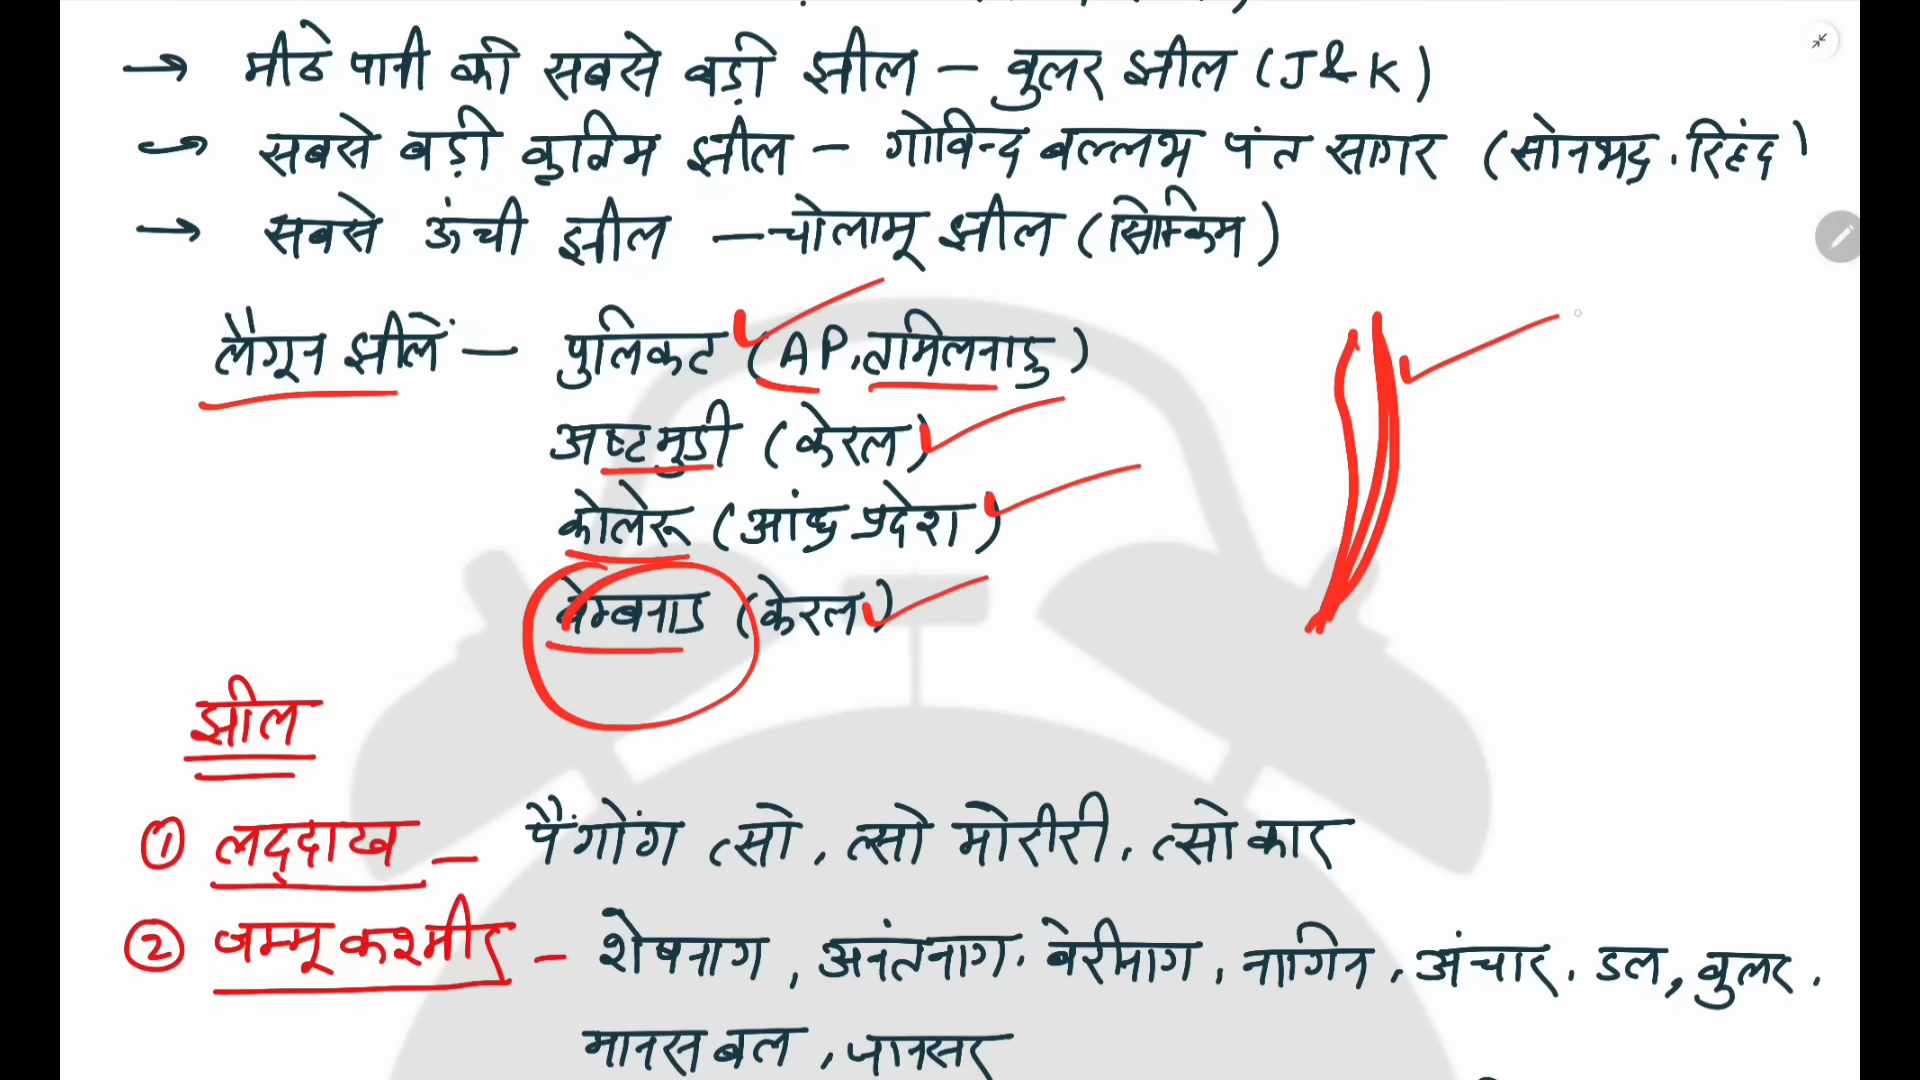 → मीठे पानी की सबसे बड़ी झील - वुलर झील (J&K)
→ सबसे बड़ी कृत्रिम झील - गोविन्द बल्लभ पंत सागर (सोनभद्र, रिहंद)
→ सबसे ऊंची झील - चोलामू झील (सिक्किम)
लैगून झीलें - पुलिकट (AP, तमिलनाडु)
अष्टमुडी (केरल)
कोलेरू (आंध्र प्रदेश)
वेम्बनाड (केरल)
झील
① लद्दाख - पैंगोंग त्सो, त्सो मोरीरी, त्सो कार
② जम्मू कश्मीर - शेषनाग, अनंतनाग, बेरीनाग, नागिन, अंचार, डल, वुलर,
मानसबल, पानसर